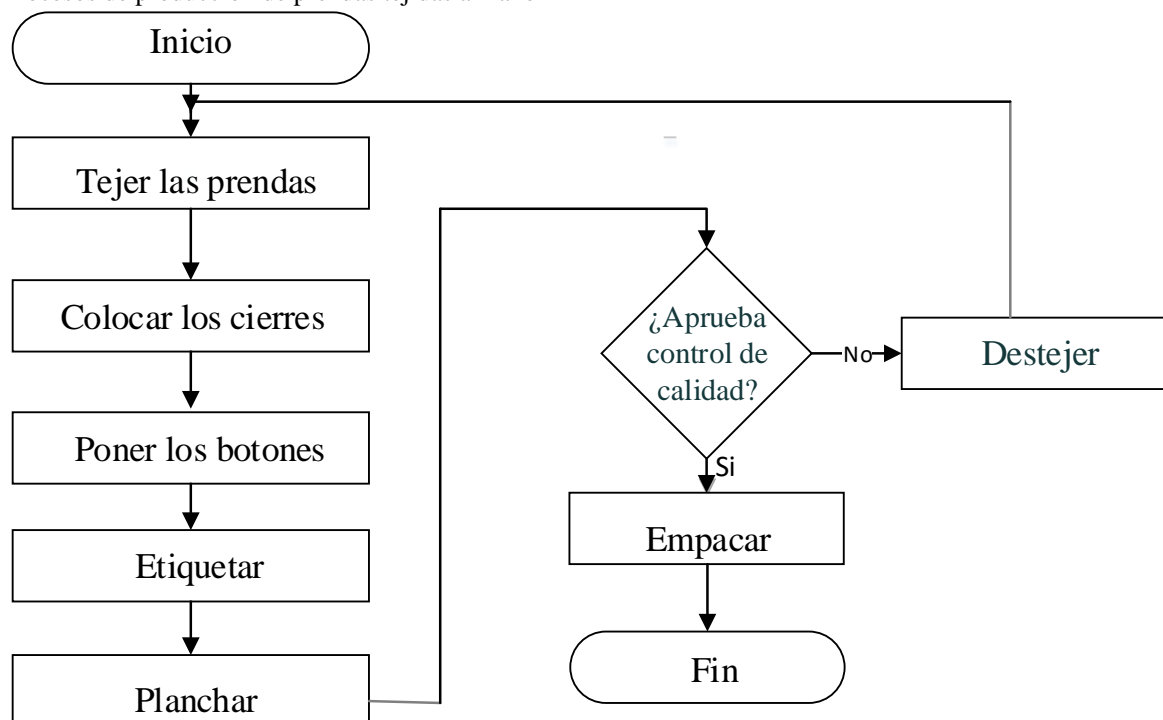 Inicio
Tejer las prendas
Colocar los cierres
Poner los botones
Etiquetar
Planchar
¿Aprueba
control de
calidad?
No
Destejer
Si
Empacar
Fin